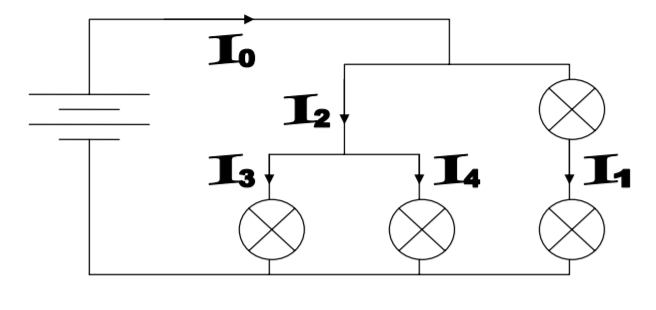 I₀
I₂
I₃ I₄ I₁